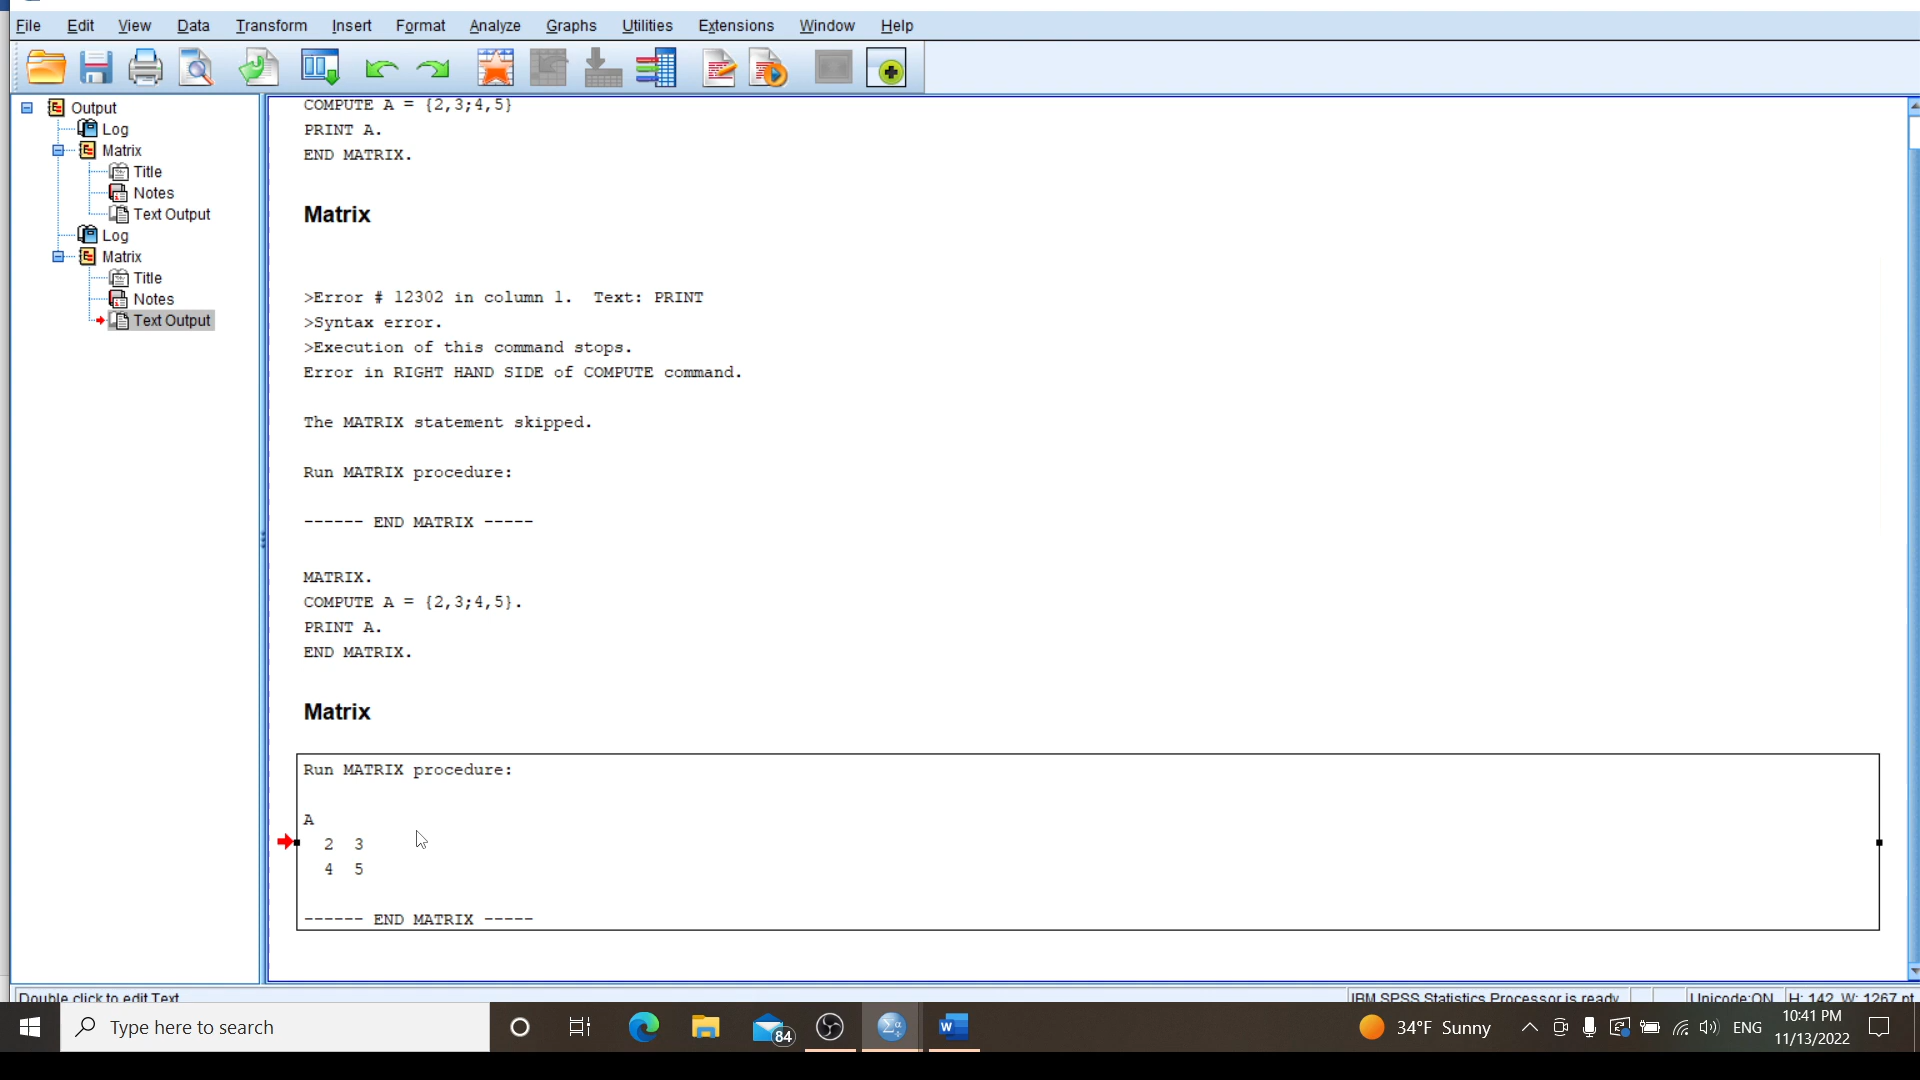 File Edit View Data Transform Insert Format Analyze Graphs Utilities Extensions Window Help
Output
Log
Matrix
Title
Notes
Text Output
Log
Matrix
Title
Notes
Text Output
COMPUTE A = {2,3;4,5}
PRINT A.
END MATRIX.
Matrix
>Error # 12302 in column 1. Text: PRINT
>Syntax error.
>Execution of this command stops.
Error in RIGHT HAND SIDE of COMPUTE command.
The MATRIX statement skipped.
Run MATRIX procedure:
------ END MATRIX -----
MATRIX.
COMPUTE A = {2,3;4,5}.
PRINT A.
END MATRIX.
Matrix
Run MATRIX procedure:
A
2 3
4 5
------ END MATRIX -----
Double click to edit Text IBM SPSS Statistics Processor is ready Unicode:ON H: 142, W: 1267 pt
Type here to search 84 34°F Sunny ENG 10:41 PM
11/13/2022